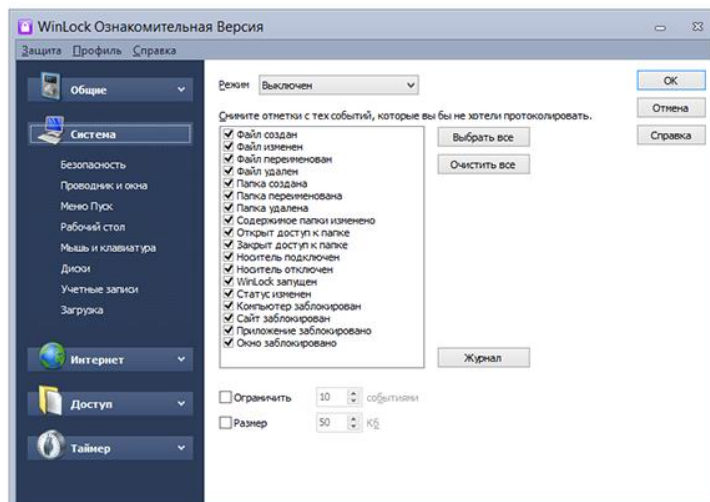 WinLock Ознакомительная Версия
Защита Профиль Справка
Общие
Система
Безопасность
Проводник и окна
Меню Пуск
Рабочий стол
Мышь и клавиатура
Диски
Учетные записи
Загрузка
Интернет
Доступ
Таймер
Режим Выключен
Снимите отметки с тех событий, которые вы бы не хотели протоколировать.
Файл создан
Файл изменен
Файл переименован
Файл удален
Папка создана
Папка переименована
Папка удалена
Содержимое папки изменено
Открыт доступ к папке
Закрыт доступ к папке
Носитель подключен
Носитель отключен
WinLock запущен
Статус изменен
Компьютер заблокирован
Сайт заблокирован
Приложение заблокировано
Окно заблокировано
Выбрать все
Очистить все
Журнал
Ограничить 10 событиями
Размер 50 Кб
ОК
Отмена
Справка